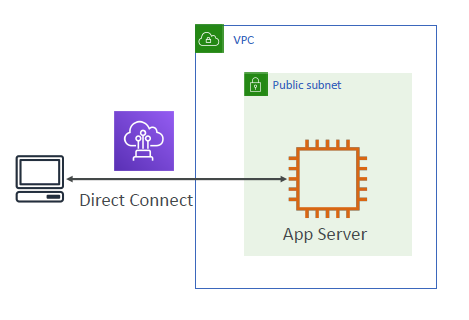 VPC
Public subnet
Direct Connect
App Server